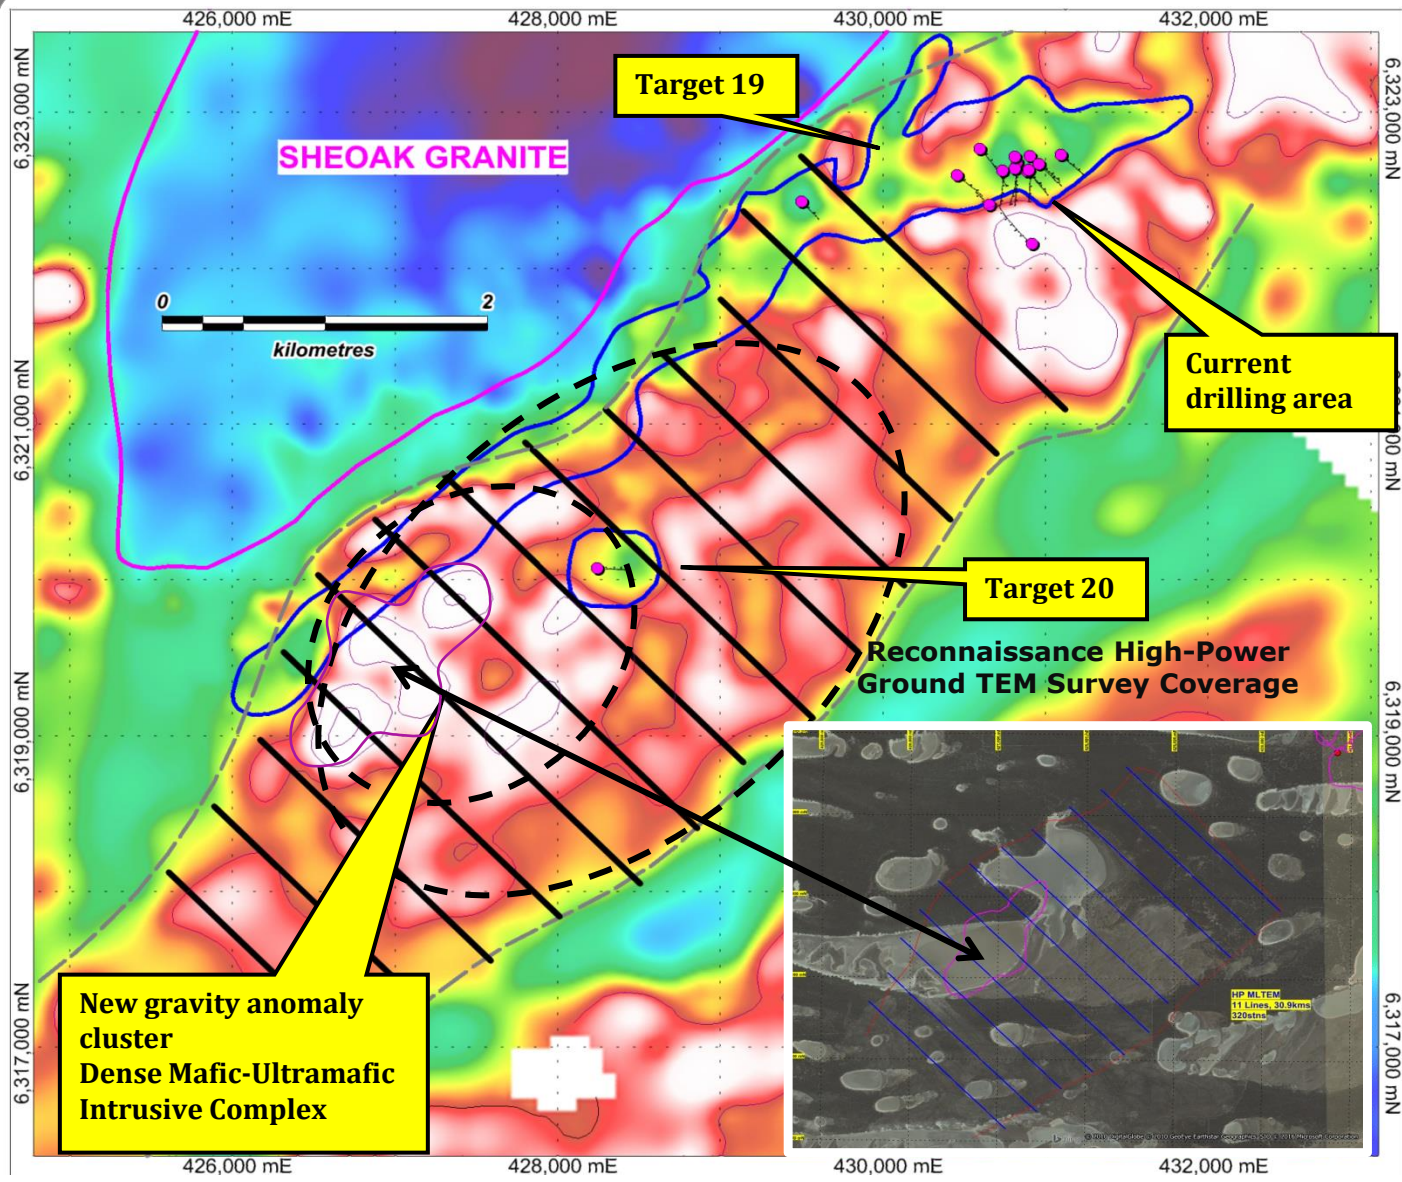 426,000 mE
428,000 mE
430,000 mE
432,000 mE
6,323,000 mN
6,323,000 mN
Target 19
SHEOAK GRANITE
0
2
kilometres
Current
drilling area
6,321,000 mN
000 mN
Target 20
Reconnaissance High-Power
Ground TEM Survey Coverage
6,319,000 mN
6,319,000 mN
HP MLTEM
11 Lines, 30.9kms
320stns
New gravity anomaly
cluster
Dense Mafic-Ultramafic
Intrusive Complex
6,317,000 mN
6,317,000 mN
426,000 mE
428,000 mE
430,000 mE
432,000 mE